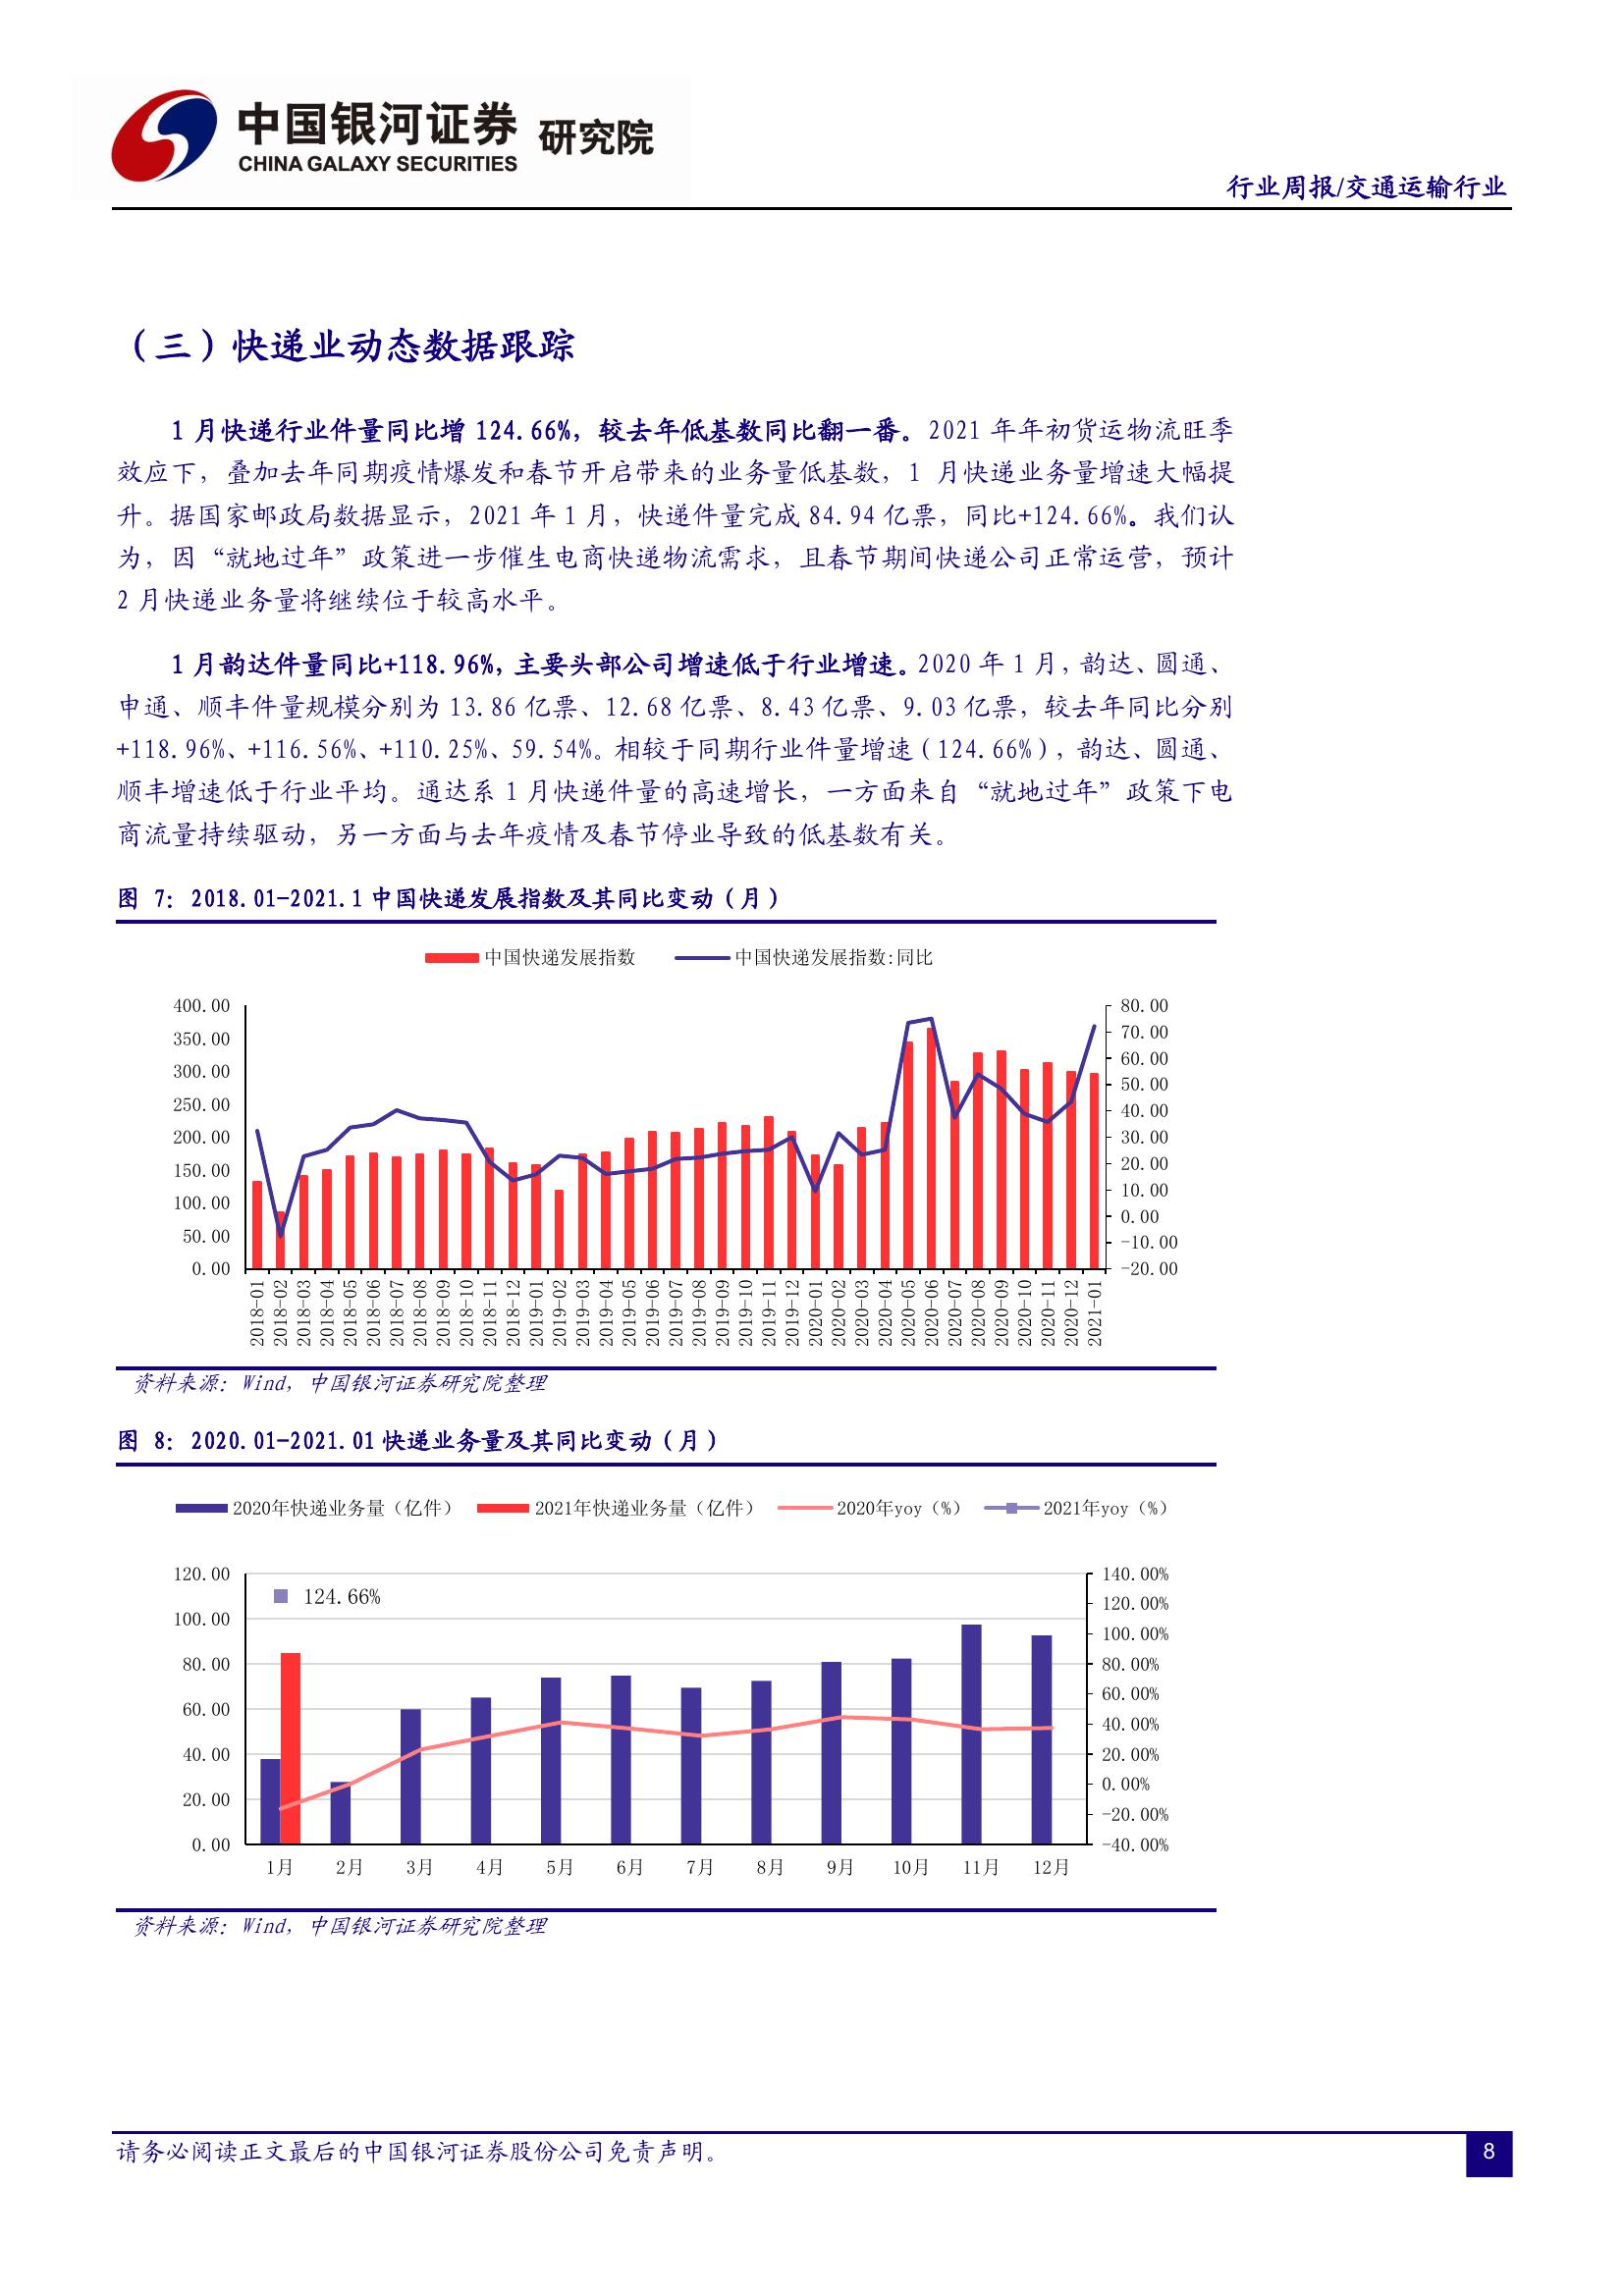 中国银河证券 研究院
CHINA GALAXY SECURITIES
行业周报/交通运输行业
（三）快递业动态数据跟踪
1 月快递行业件量同比增 124.66%，较去年低基数同比翻一番。2021 年年初货运物流旺季
效应下，叠加去年同期疫情爆发和春节开启带来的业务量低基数，1 月快递业务量增速大幅提
升。据国家邮政局数据显示，2021 年 1 月，快递件量完成 84.94 亿票，同比+124.66%。我们认
为，因“就地过年”政策进一步催生电商快递物流需求，且春节期间快递公司正常运营，预计
2 月快递业务量将继续位于较高水平。
1 月韵达件量同比+118.96%，主要头部公司增速低于行业增速。2020 年 1 月，韵达、圆通、
申通、顺丰件量规模分别为 13.86 亿票、12.68 亿票、8.43 亿票、9.03 亿票，较去年同比分别
+118.96%、+116.56%、+110.25%、59.54%。相较于同期行业件量增速（124.66%），韵达、圆通、
顺丰增速低于行业平均。通达系 1 月快递件量的高速增长，一方面来自“就地过年”政策下电
商流量持续驱动，另一方面与去年疫情及春节停业导致的低基数有关。
图 7：2018.01-2021.1 中国快递发展指数及其同比变动（月）
中国快递发展指数 中国快递发展指数:同比
400.00 80.00
350.00 70.00
300.00 60.00
250.00 50.00
200.00 40.00
150.00 30.00
100.00 20.00
50.00 10.00
0.00 0.00
-10.00
-20.00
2018-01 2018-02 2018-03 2018-04 2018-05 2018-06 2018-07 2018-08 2018-09 2018-10 2018-11 2018-12 2019-01 2019-02 2019-03 2019-04 2019-05 2019-06 2019-07 2019-08 2019-09 2019-10 2019-11 2019-12 2020-01 2020-02 2020-03 2020-04 2020-05 2020-06 2020-07 2020-08 2020-09 2020-10 2020-11 2020-12 2021-01
资料来源：Wind，中国银河证券研究院整理
图 8：2020.01-2021.01 快递业务量及其同比变动（月）
2020年快递业务量（亿件） 2021年快递业务量（亿件） 2020年yoy（%） 2021年yoy（%）
120.00 140.00%
124.66% 120.00%
100.00 100.00%
80.00 80.00%
60.00 60.00%
40.00%
40.00 20.00%
0.00%
20.00 -20.00%
0.00 -40.00%
1月 2月 3月 4月 5月 6月 7月 8月 9月 10月 11月 12月
资料来源：Wind，中国银河证券研究院整理
请务必阅读正文最后的中国银河证券股份公司免责声明。
8